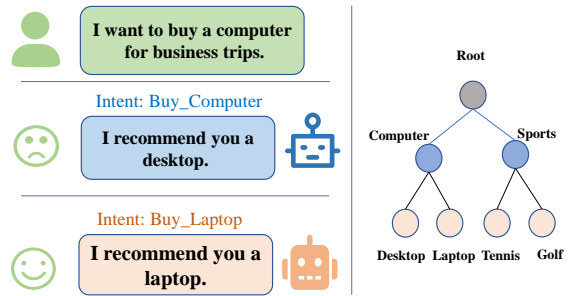 I want to buy a computer
for business trips.
Intent: Buy_Computer
I recommend you a
desktop.
Intent: Buy_Laptop
I recommend you a
laptop.
Root
Computer
Sports
Desktop
Laptop
Tennis
Golf